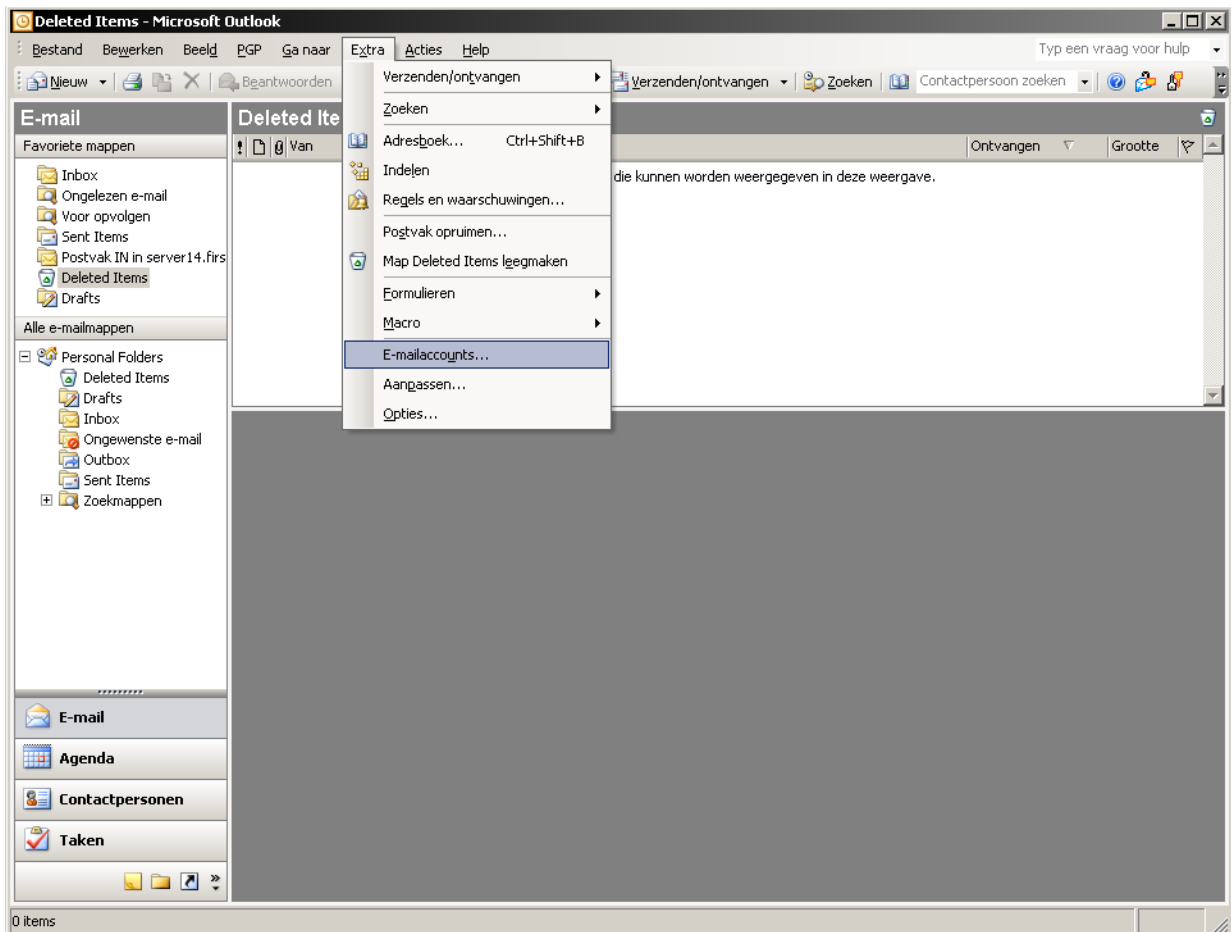 Deleted Items - Microsoft Outlook
Bestand Bewerken Beeld PGP Ga naar Extra Acties Help Typ een vraag voor hulp
Nieuw Beantwoorden Verzenden/ontvangen Zoeken Contactpersoon zoeken
E-mail
Favoriete mappen
Inbox
Ongelezen e-mail
Voor opvolgen
Sent Items
Postvak IN in server14.firs
Deleted Items
Drafts
Alle e-mailmappen
Personal Folders
Deleted Items
Drafts
Inbox
Ongewenste e-mail
Outbox
Sent Items
Zoekmappen
E-mail
Agenda
Contactpersonen
Taken
Deleted Ite
Van Ontvangen Grootte
die kunnen worden weergegeven in deze weergave.
Verzenden/ontvangen
Zoeken
Adresboek... Ctrl+Shift+B
Indelen
Regels en waarschuwingen...
Postvak opruimen...
Map Deleted Items leegmaken
Formulieren
Macro
E-mailaccounts...
Aanpassen...
Opties...
0 items